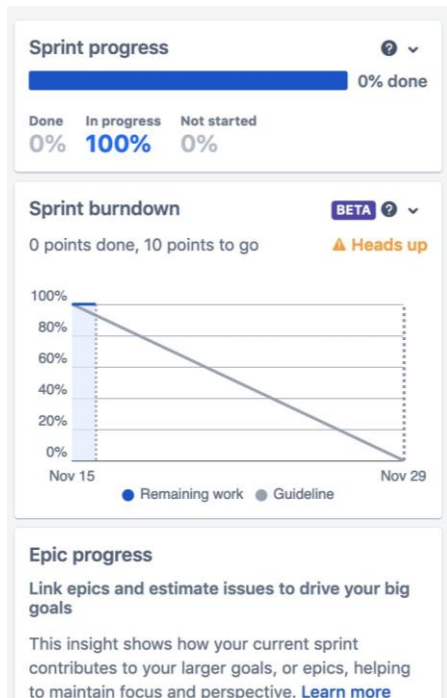 Sprint progress
0% done
Done In progress Not started
0% 100% 0%
Sprint burndown BETA
0 points done, 10 points to go Heads up
100%
80%
60%
40%
20%
0%
Nov 15 Nov 29
Remaining work Guideline
Epic progress
Link epics and estimate issues to drive your big
goals
This insight shows how your current sprint
contributes to your larger goals, or epics, helping
to maintain focus and perspective. Learn more